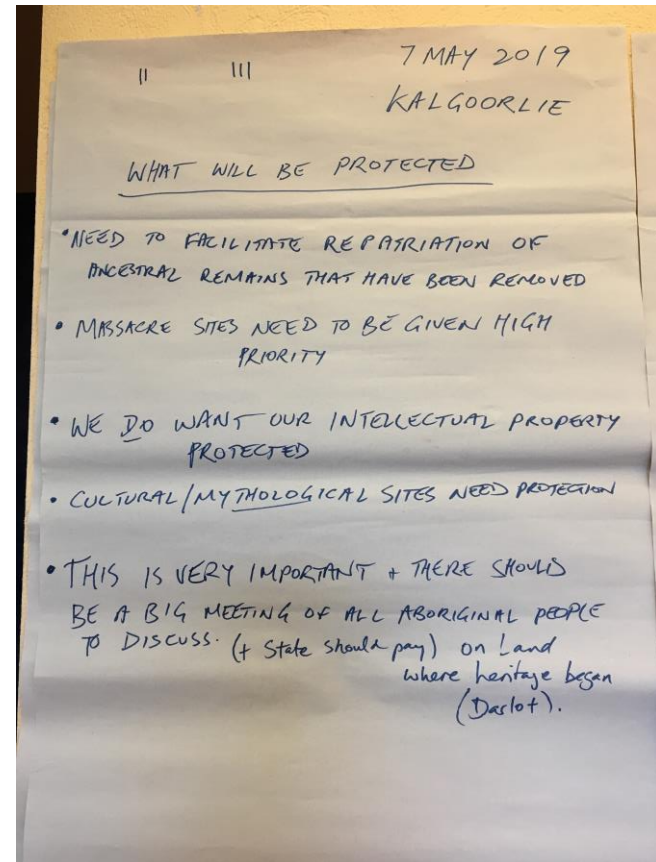 II III 7 MAY 2019
KALGOORLIE
WHAT WILL BE PROTECTED
• NEED TO FACILITATE REPATRIATION OF
ANCESTRAL REMAINS THAT HAVE BEEN REMOVED
• MASSACRE SITES NEED TO BE GIVEN HIGH
PRIORITY
• WE DO WANT OUR INTELLECTUAL PROPERTY
PROTECTED
• CULTURAL/MYTHOLOGICAL SITES NEED PROTECTION
• THIS IS VERY IMPORTANT + THERE SHOULD
BE A BIG MEETING OF ALL ABORIGINAL PEOPLE
TO DISCUSS. (+ State should pay) on Land
where heritage began
(Darlot).